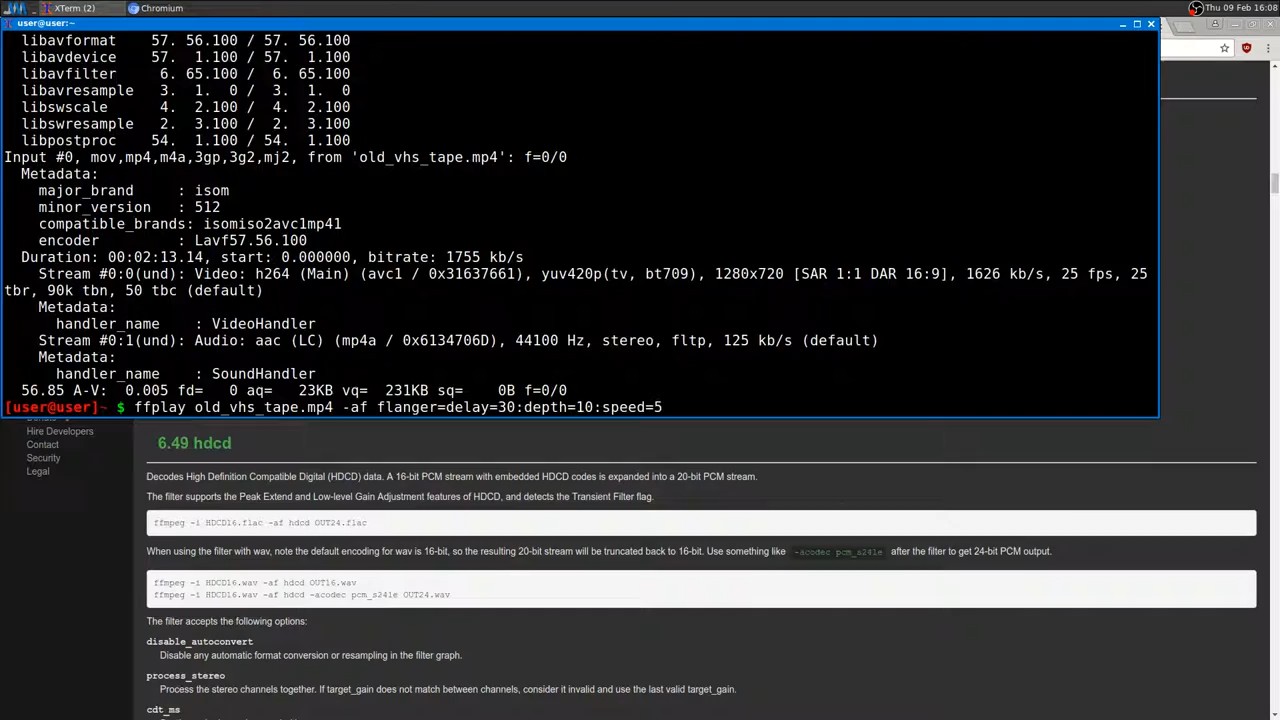 XTerm (2)
Chromium
Thu 09 Feb 16:08
user@user:~
libavformat    57. 56.100 / 57. 56.100
libavdevice    57.  1.100 / 57.  1.100
libavfilter     6. 65.100 /  6. 65.100
libavresample   3.  1.  0 /  3.  1.  0
libswscale      4.  2.100 /  4.  2.100
libswresample   2.  3.100 /  2.  3.100
libpostproc    54.  1.100 / 54.  1.100
Input #0, mov,mp4,m4a,3gp,3g2,mj2, from 'old_vhs_tape.mp4': f=0/0
Metadata:
major_brand     : isom
minor_version   : 512
compatible_brands: isomiso2avc1mp41
encoder         : Lavf57.56.100
Duration: 00:02:13.14, start: 0.000000, bitrate: 1755 kb/s
Stream #0:0(und): Video: h264 (Main) (avc1 / 0x31637661), yuv420p(tv, bt709), 1280x720 [SAR 1:1 DAR 16:9], 1626 kb/s, 25 fps, 25
tbr, 90k tbn, 50 tbc (default)
Metadata:
handler_name    : VideoHandler
Stream #0:1(und): Audio: aac (LC) (mp4a / 0x6134706D), 44100 Hz, stereo, fltp, 125 kb/s (default)
Metadata:
handler_name    : SoundHandler
56.85 A-V:  0.005 fd=   0 aq=   23KB vq=  231KB sq=    0B f=0/0
[user@user]~ $ ffplay old_vhs_tape.mp4 -af flanger=delay=30:depth=10:speed=5
Hire Developers
Contact
Security
Legal
6.49 hdcd
Decodes High Definition Compatible Digital (HDCD) data. A 16-bit PCM stream with embedded HDCD codes is expanded into a 20-bit PCM stream.
The filter supports the Peak Extend and Low-level Gain Adjustment features of HDCD, and detects the Transient Filter flag.
ffmpeg -i HDCD16.flac -af hdcd OUT24.flac
When using the filter with wav, note the default encoding for wav is 16-bit, so the resulting 20-bit stream will be truncated back to 16-bit. Use something like -acodec pcm_s24le after the filter to get 24-bit PCM output.
ffmpeg -i HDCD16.wav -af hdcd OUT16.wav
ffmpeg -i HDCD16.wav -af hdcd -acodec pcm_s24le OUT24.wav
The filter accepts the following options:
disable_autoconvert
Disable any automatic format conversion or resampling in the filter graph.
process_stereo
Process the stereo channels together. If target_gain does not match between channels, consider it invalid and use the last valid target_gain.
cdt_ms